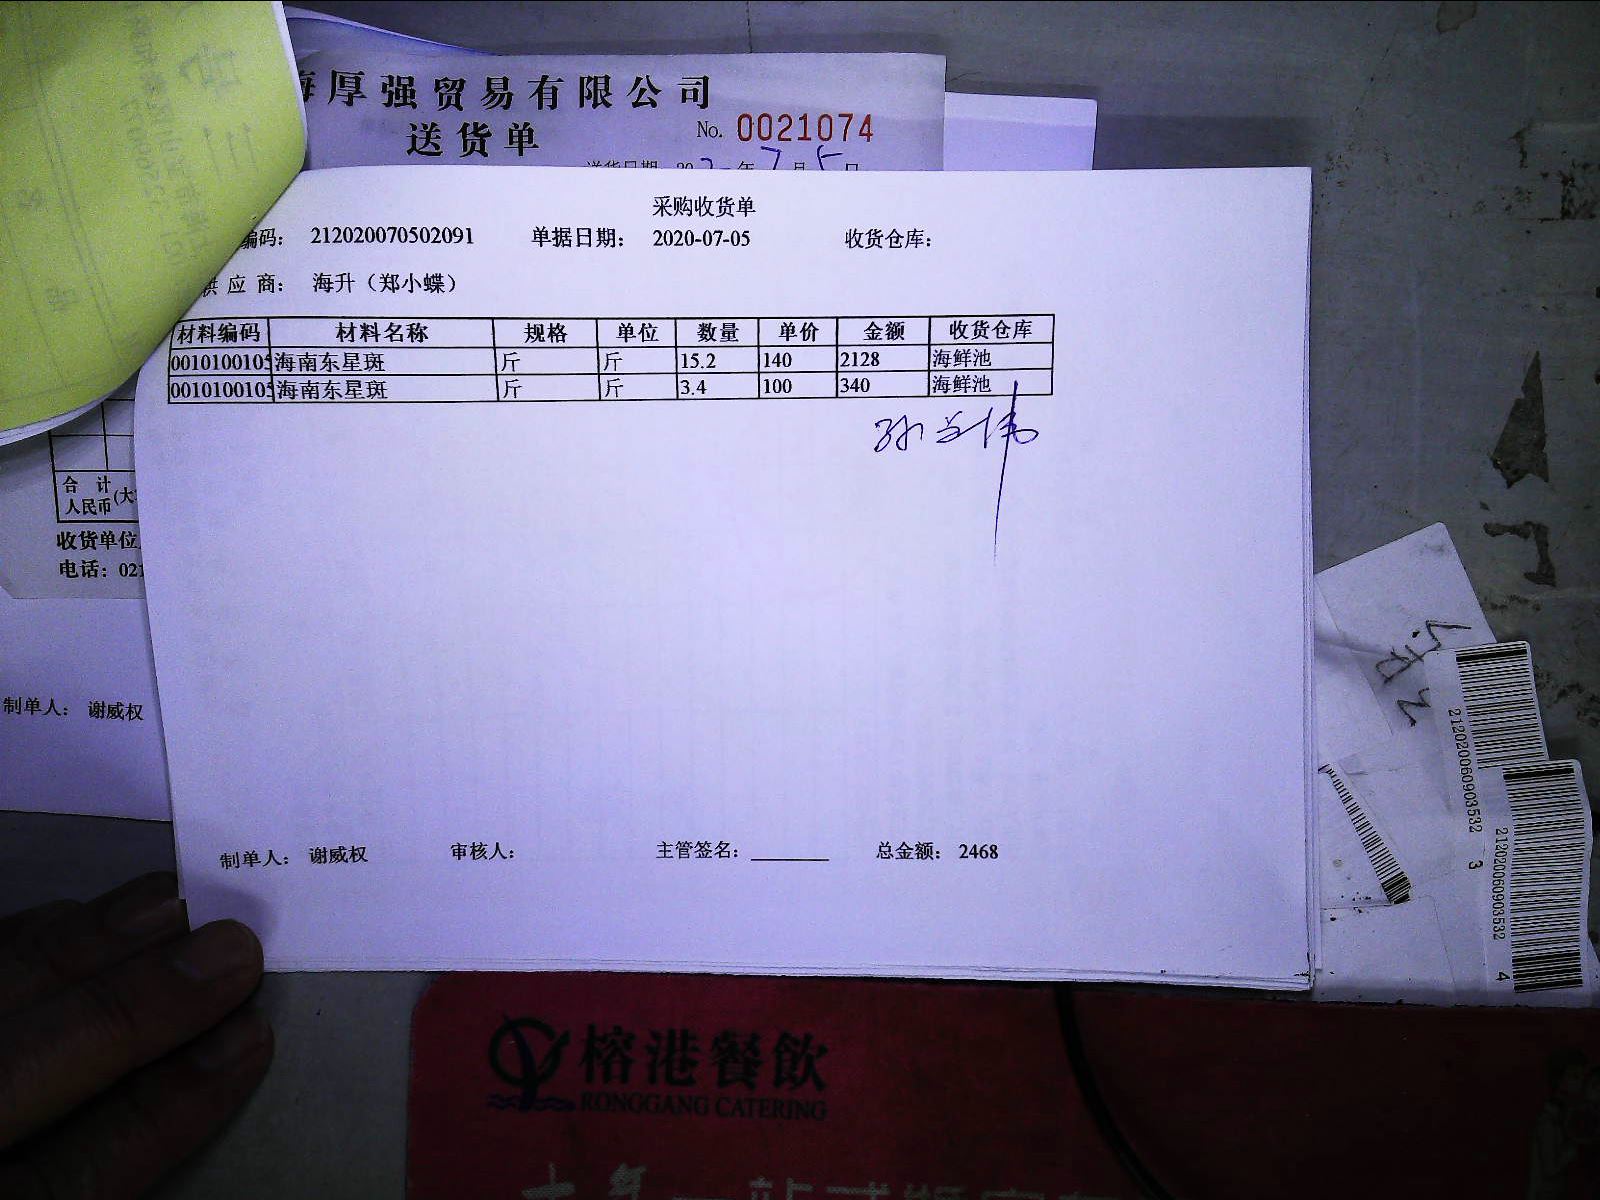 厚强贸易有限公司
送货单
No. 0021074
年7月5日
采购收货单
编码： 212020070502091 单据日期： 2020-07-05 收货仓库：
供应商： 海升（郑小蝶）
材料编码 材料名称 规格 单位 数量 单价 金额 收货仓库
0010100105 海南东星斑 斤 斤 15.2 140 2128 海鲜池
001010010 海南东星斑 斤 斤 3.4 100 340 海鲜池
合 计
人民币(大
收货单位
电话：021
制单人： 谢威权
制单人： 谢威权 审核人： 主管签名： 总金额： 2468
212020060903532 3
212020060903532 4
榕港餐飲
RONGGANG CATERING